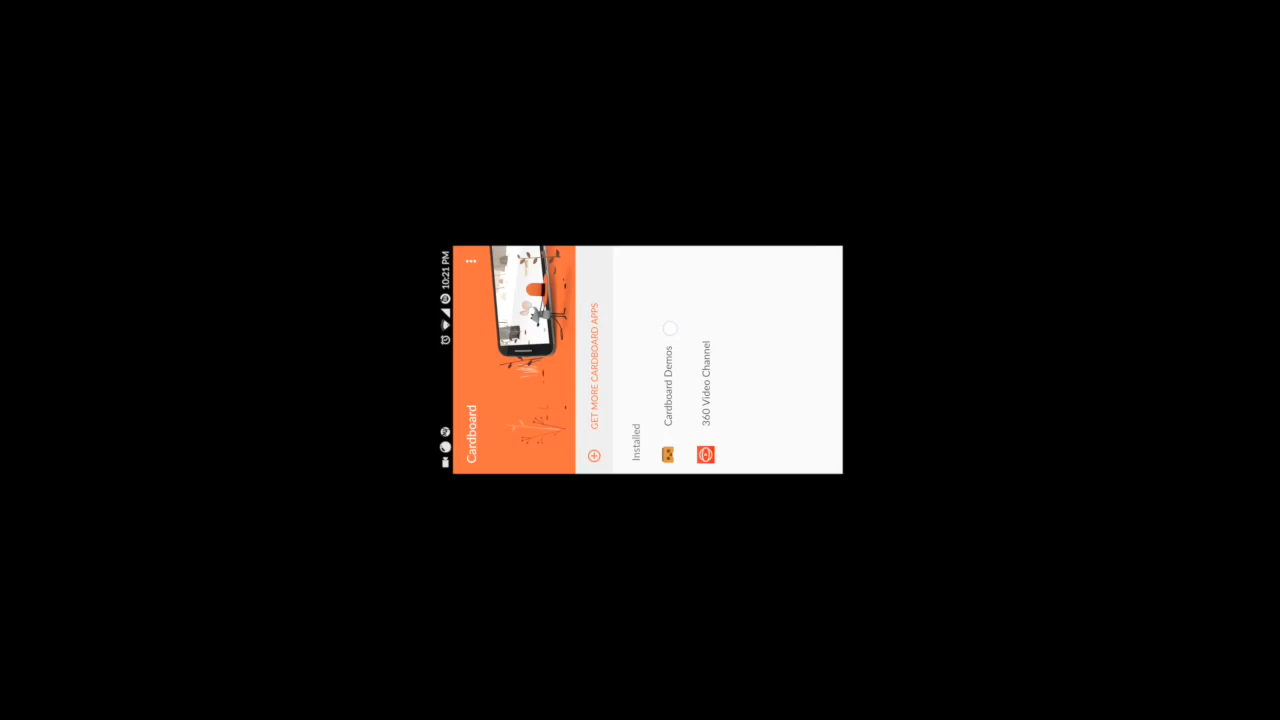 10:21 PM
Cardboard
GET MORE CARDBOARD APPS
Installed
Cardboard Demos
360 Video Channel